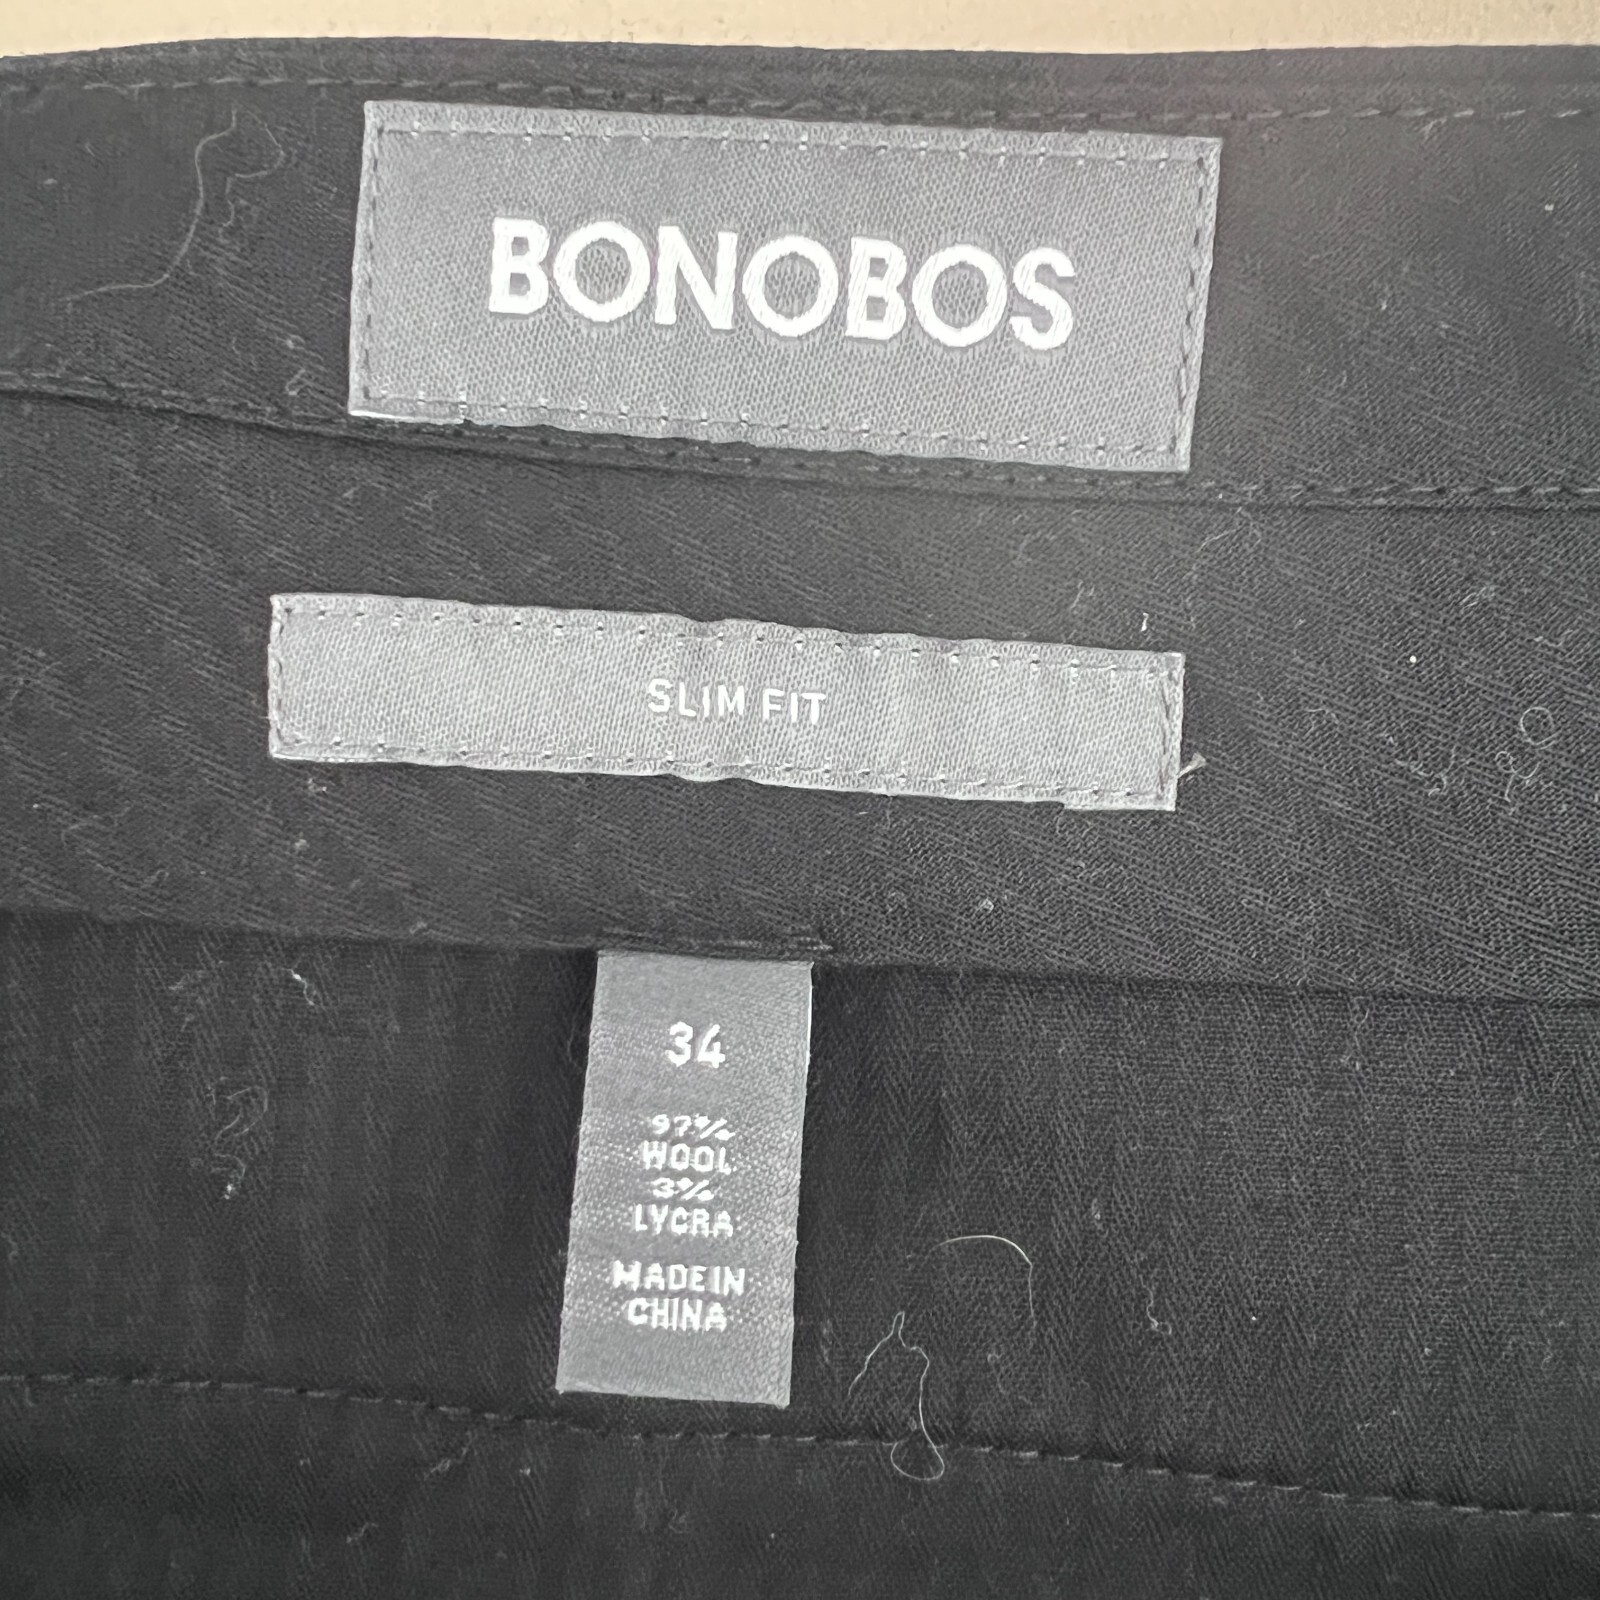 BONOBOS
SLIM FIT
34
97%
WOOL
3%
LYCRA
MADE IN
CHINA